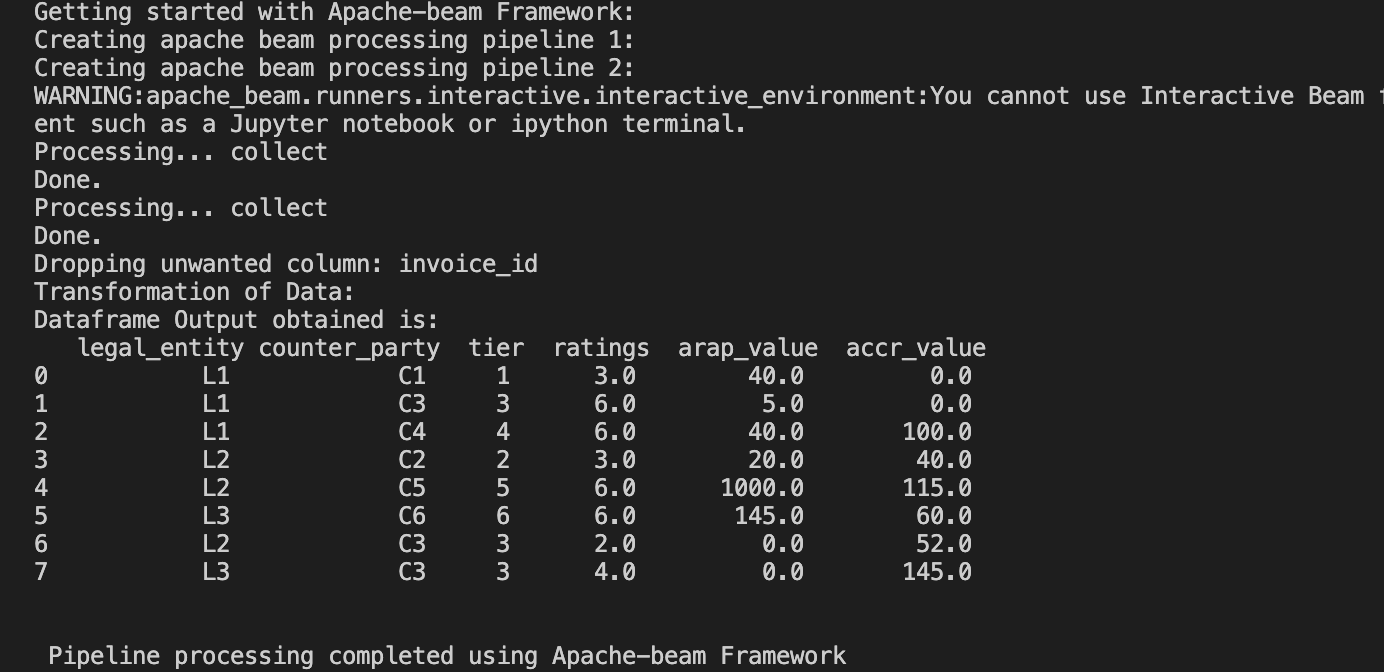 Getting started with Apache-beam Framework:
Creating apache beam processing pipeline 1:
Creating apache beam processing pipeline 2:
WARNING:apache_beam.runners.interactive.interactive_environment:You cannot use Interactive Beam
ent such as a Jupyter notebook or ipython terminal.
Processing... collect
Done.
Processing... collect
Done.
Dropping unwanted column: invoice_id
Transformation of Data:
Dataframe Output obtained is:
legal_entity counter_party tier ratings arap_value accr_value
0 L1 C1 1 3.0 40.0 0.0
1 L1 C3 3 6.0 5.0 0.0
2 L1 C4 4 6.0 40.0 100.0
3 L2 C2 2 3.0 20.0 40.0
4 L2 C5 5 6.0 1000.0 115.0
5 L3 C6 6 6.0 145.0 60.0
6 L2 C3 3 2.0 0.0 52.0
7 L3 C3 3 4.0 0.0 145.0
Pipeline processing completed using Apache-beam Framework